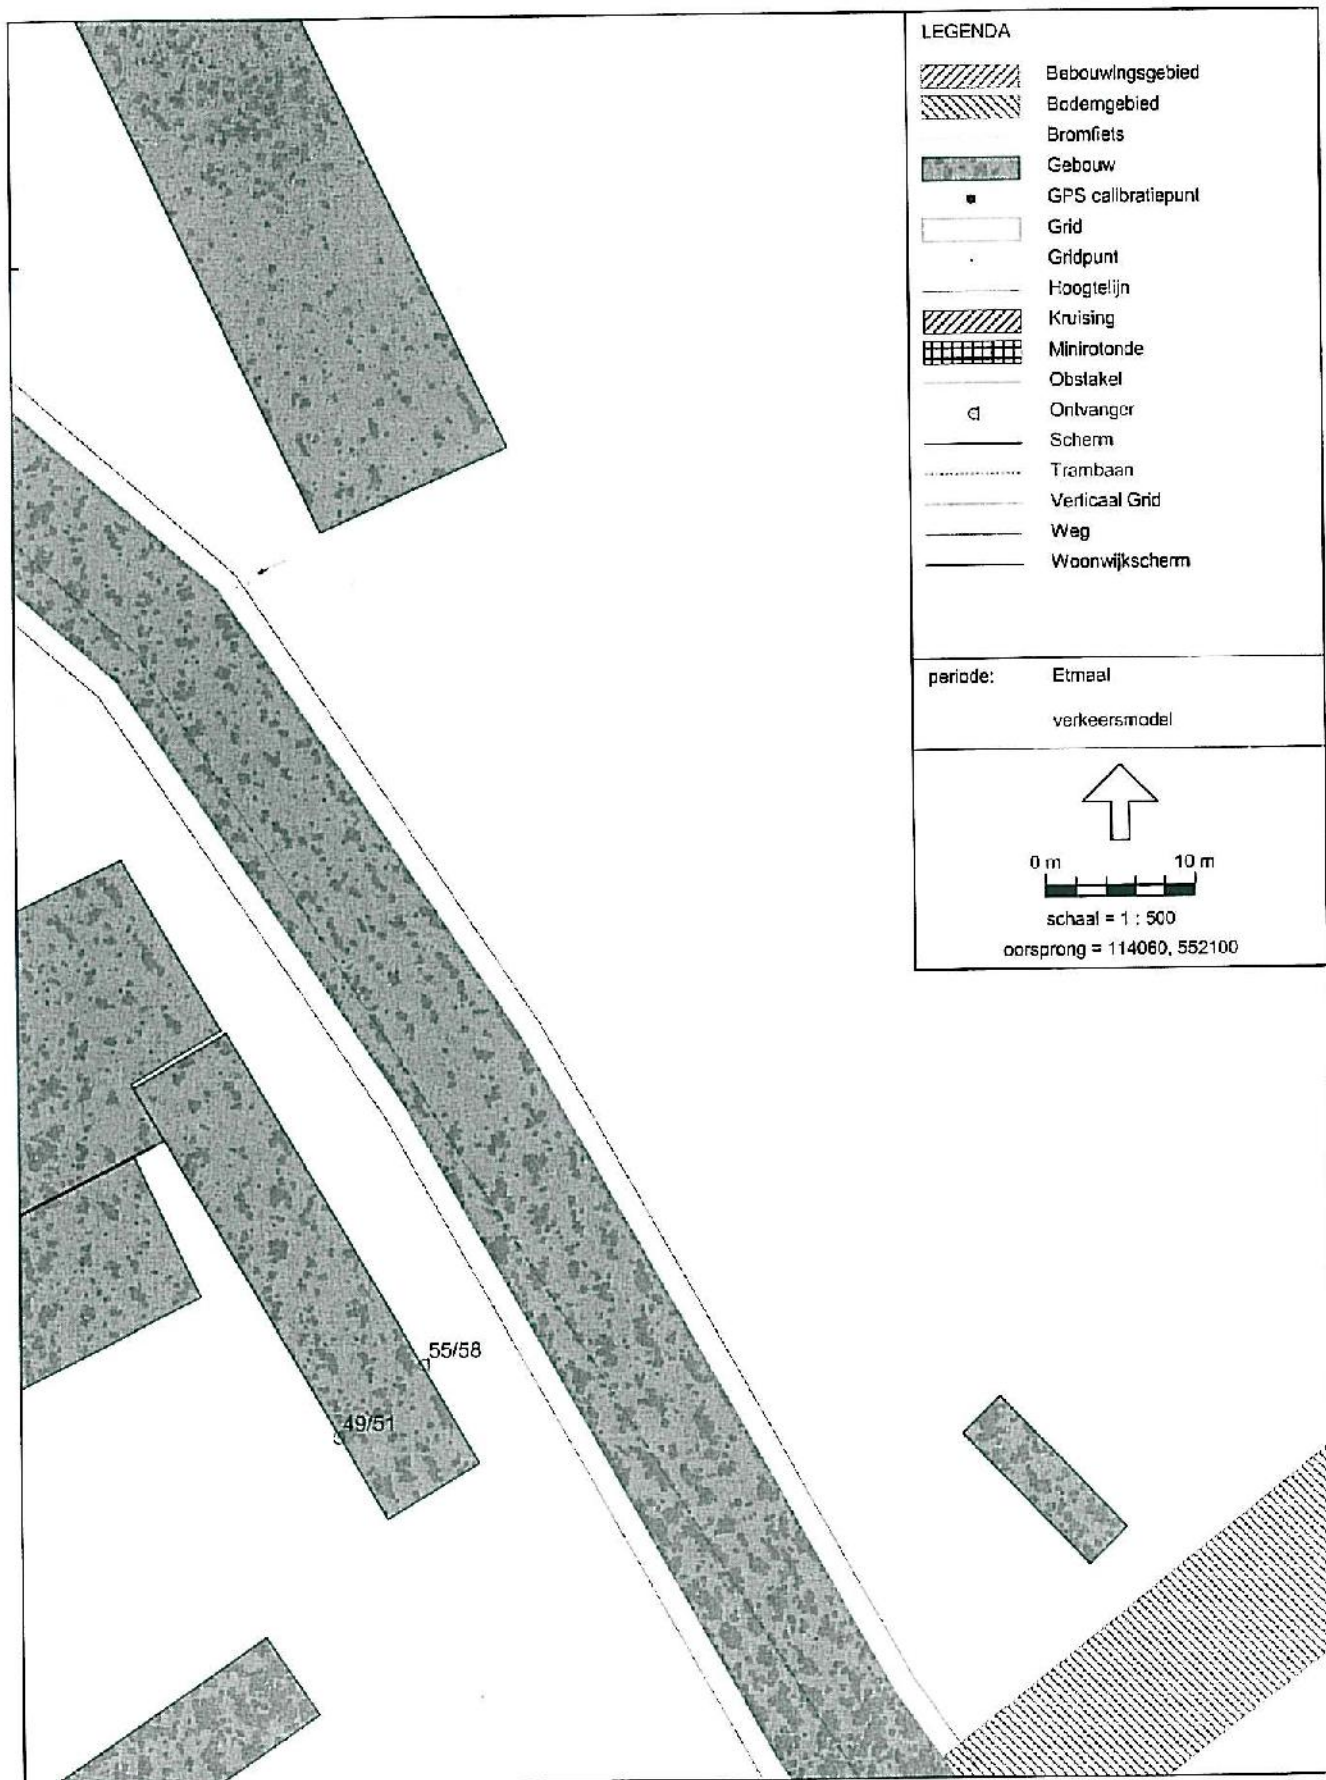 LEGENDA
Bebouwingsgebied
Bodemgebied
Bromfiets
Gebouw
GPS calibratiepunt
Grid
Gridpunt
Hoogtelijn
Kruising
Minirotonde
Obstakel
Ontvanger
Scherm
Trambaan
Verticaal Grid
Weg
Woonwijkscherm
periode: Etmaal
verkeersmodel
0 m 10 m
schaal = 1 : 500
oorsprong = 114060, 552100
55/58
49/51